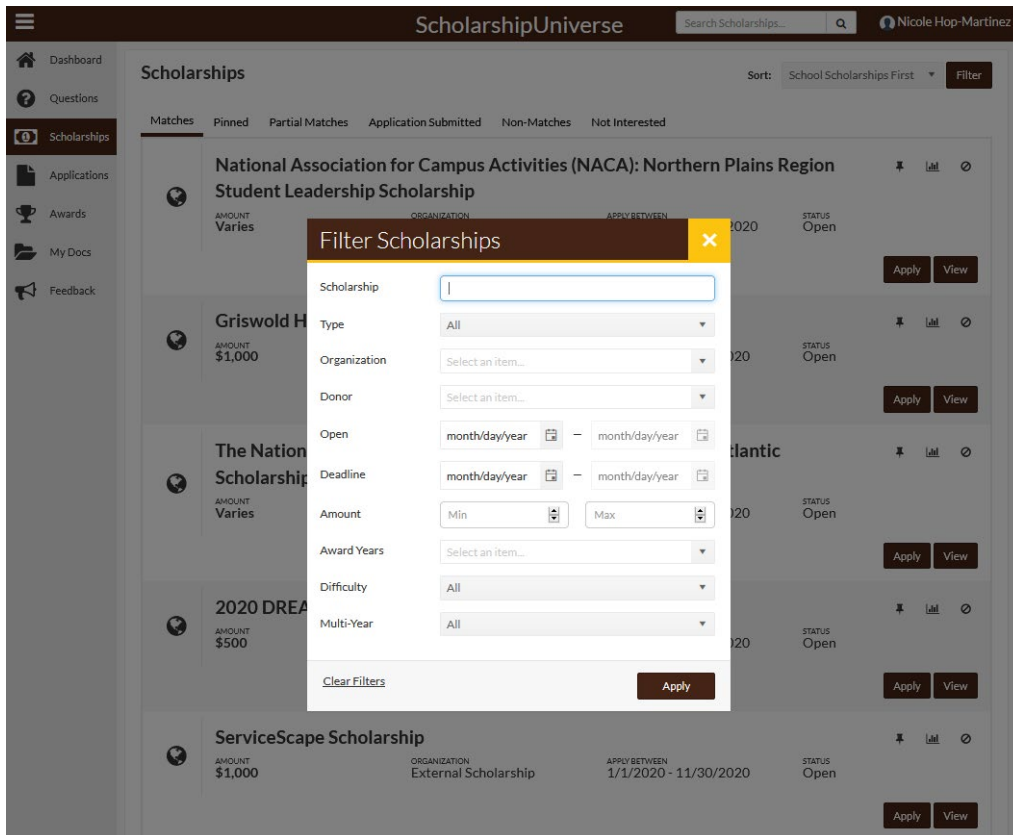 ScholarshipUniverse
Search Scholarships...
Nicole Hop-Martinez
Dashboard
Questions
Scholarships
Applications
Awards
My Docs
Feedback
Scholarships
Sort: School Scholarships First
Filter
Matches Pinned Partial Matches Application Submitted Non-Matches Not Interested
National Association for Campus Activities (NACA): Northern Plains Region
Student Leadership Scholarship
AMOUNT ORGANIZATION APPLY BETWEEN STATUS
Varies 2020 Open
Apply View
Griswold H
AMOUNT STATUS
$1,000 020 Open
Apply View
The Nation tlantic
Scholarship
AMOUNT STATUS
Varies 020 Open
Apply View
2020 DREA
AMOUNT STATUS
$500 020 Open
Apply View
ServiceScape Scholarship
AMOUNT ORGANIZATION APPLY BETWEEN STATUS
$1,000 External Scholarship 1/1/2020 - 11/30/2020 Open
Apply View
Filter Scholarships
Scholarship
Type All
Organization Select an item...
Donor Select an item...
Open month/day/year – month/day/year
Deadline month/day/year – month/day/year
Amount Min Max
Award Years Select an item...
Difficulty All
Multi-Year All
Clear Filters Apply